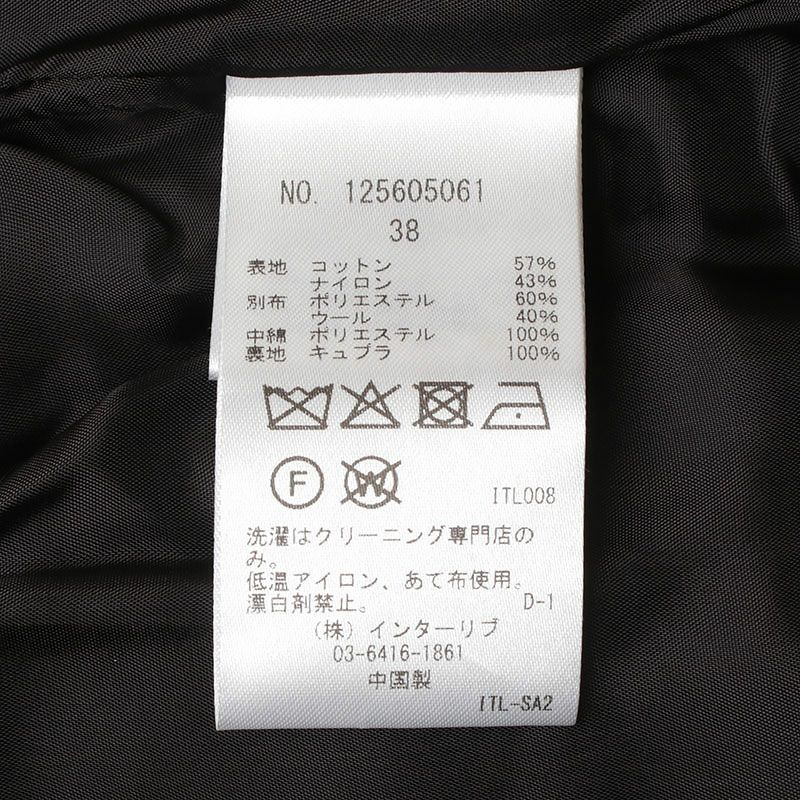 NO. 125605061
38
表地 コットン 57%
ナイロン 43%
別布 ポリエステル 60%
ウール 40%
中綿 ポリエステル 100%
裏地 キュプラ 100%
F W
ITL008
洗濯はクリーニング専門店の
み。
低温アイロン、あて布使用。
漂白剤禁止。 D-1
(株)インターリブ
03-6416-1861
中国製
ITL-SA2